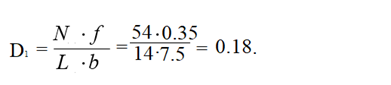 D₁ = N · f / L · b = 54·0.35 / 14·7.5 = 0.18.